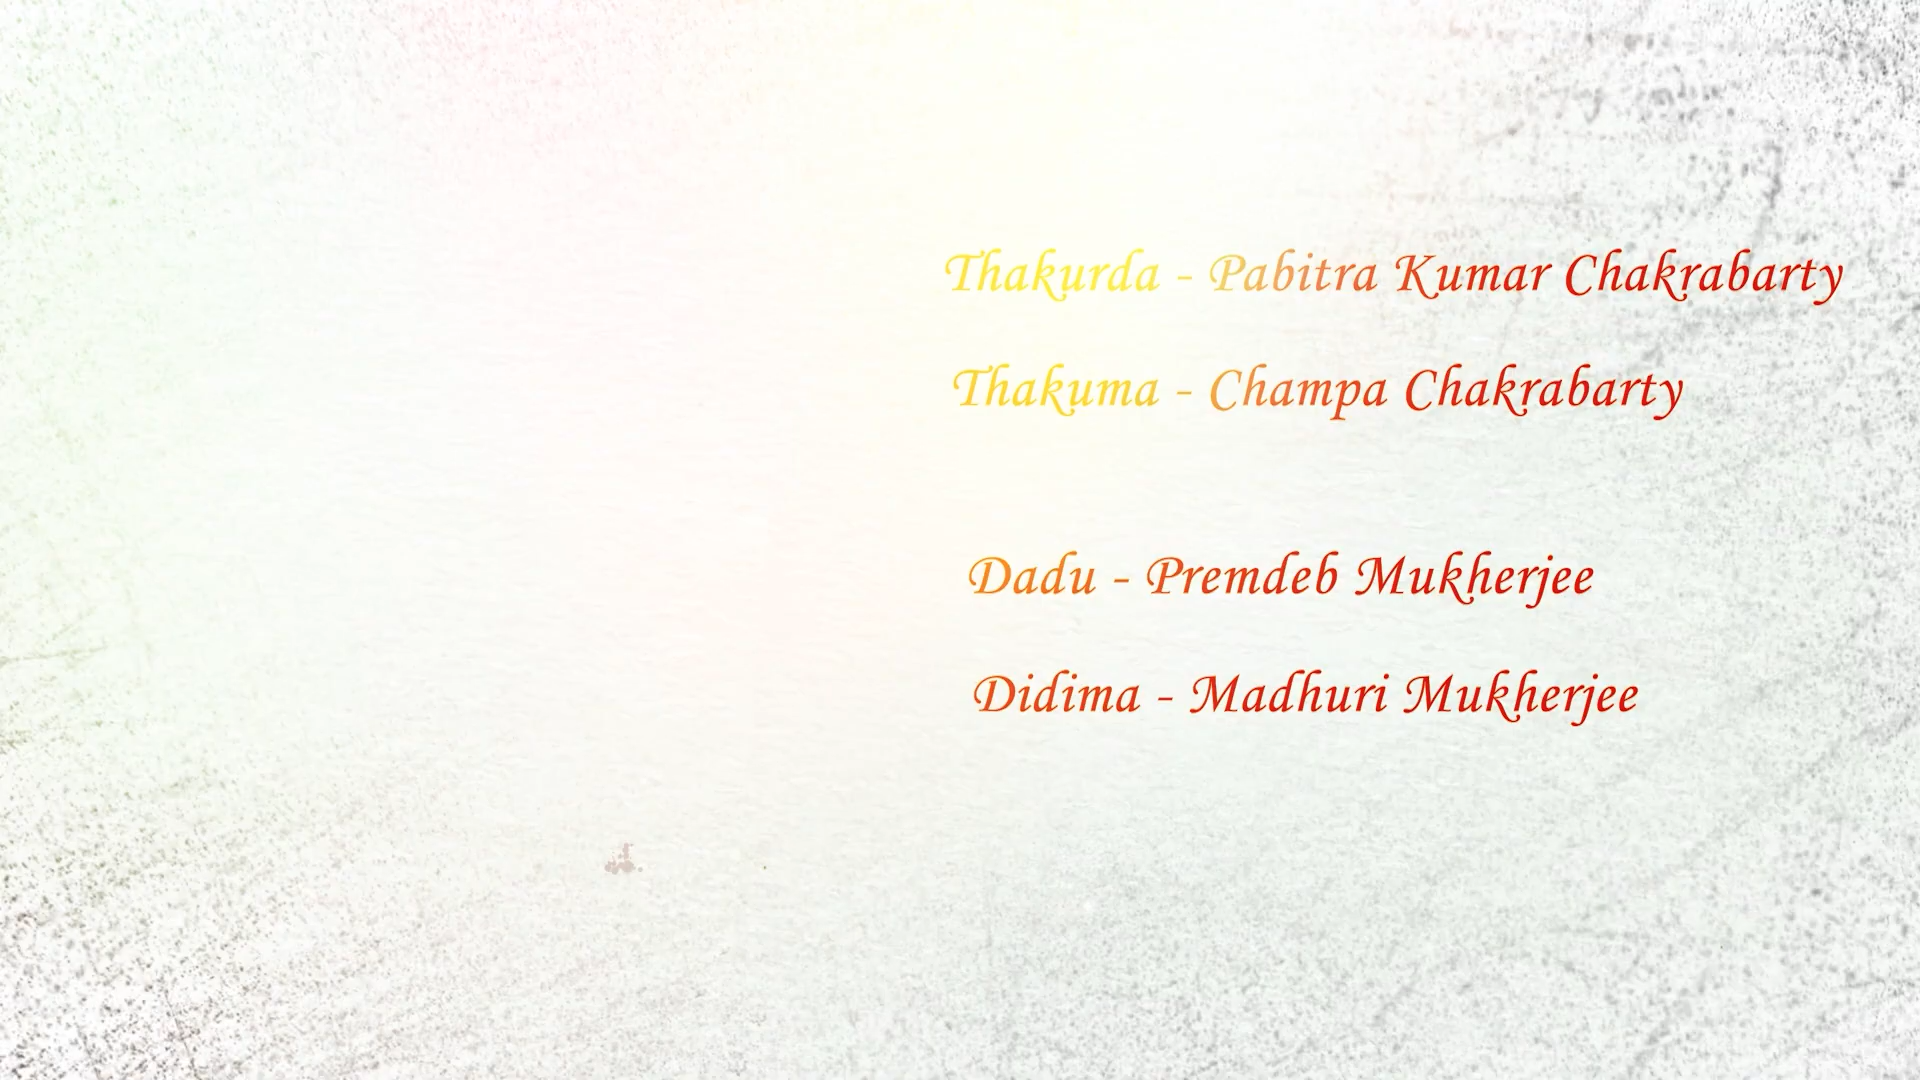 Thakurda - Pabitra Kumar Chakrabarty
Thakuma - Champa Chakrabarty
Dadu - Premdeb Mukherjee
Didima - Madhuri Mukherjee